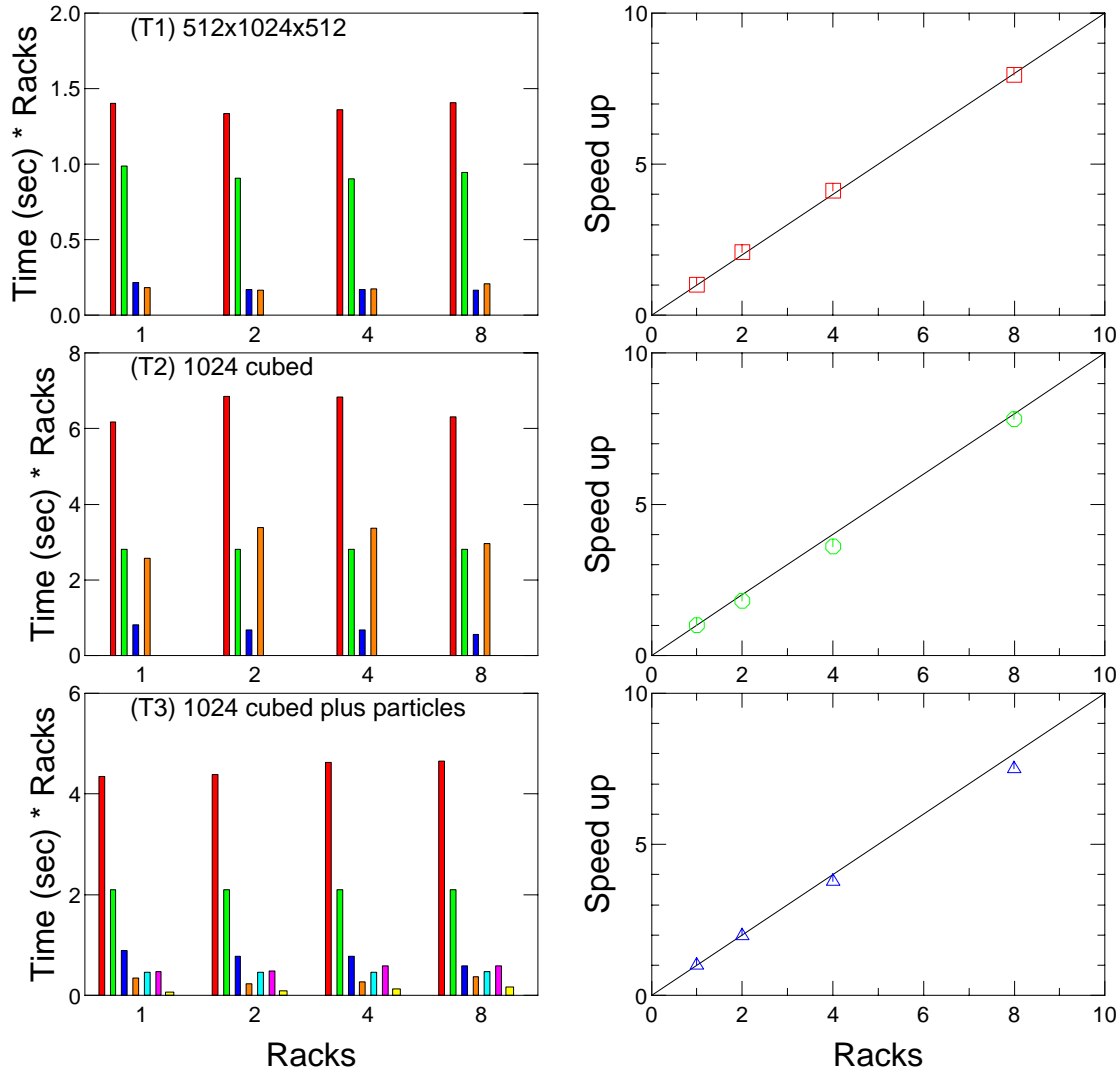 (T1) 512x1024x512
Time (sec) * Racks
2.0
1.5
1.0
0.5
0.0
1 2 4 8
Speed up
10
5
0
0 2 4 6 8 10
(T2) 1024 cubed
Time (sec) * Racks
8
6
4
2
0
1 2 4 8
Speed up
10
5
0
0 2 4 6 8 10
(T3) 1024 cubed plus particles
Time (sec) * Racks
6
4
2
0
1 2 4 8
Racks
Speed up
10
5
0
0 2 4 6 8 10
Racks